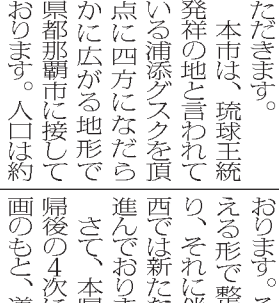 ただきます。
本市は、琉球王統
発祥の地と言われて
いる浦添グスクを頂
点に四方になだら
かに広がる地形で
県都那覇市に接して
おります。人口は約
おります。
える形で整
り、それに
西では新たな
進んでおり
さて、本県
帰後の4次に
画のもと、道